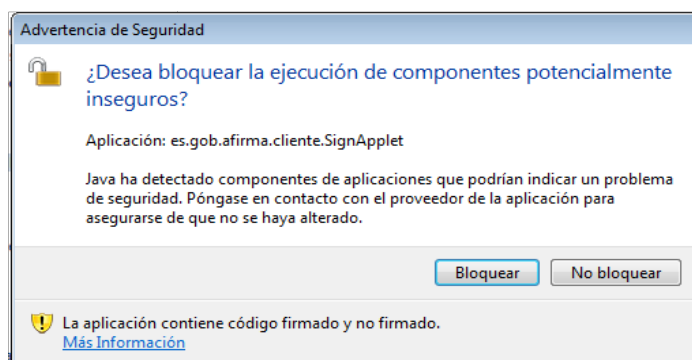 Advertencia de Seguridad
¿Desea bloquear la ejecución de componentes potencialmente
inseguros?
Aplicación: es.gob.afirma.cliente.SignApplet
Java ha detectado componentes de aplicaciones que podrían indicar un problema
de seguridad. Póngase en contacto con el proveedor de la aplicación para
asegurarse de que no se haya alterado.
Bloquear No bloquear
La aplicación contiene código firmado y no firmado.
Más Información